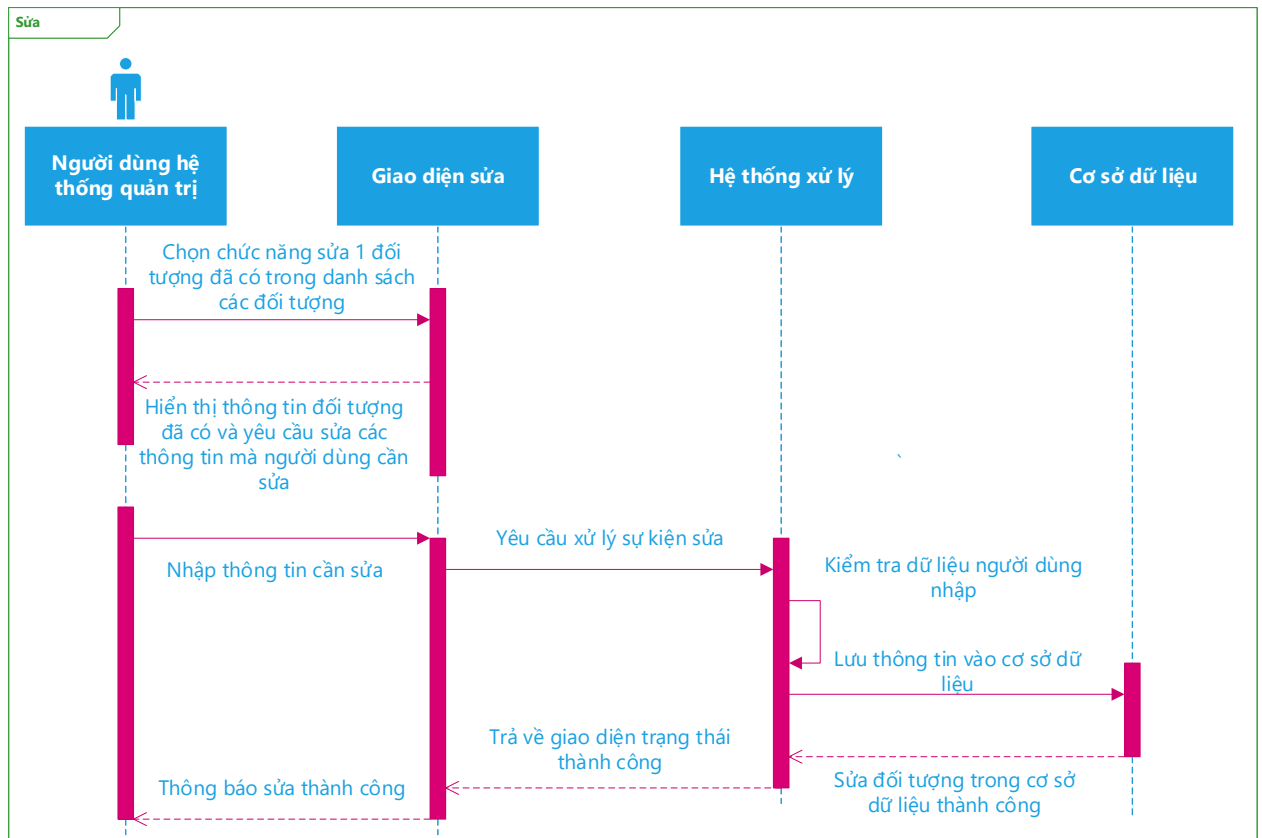 Sửa
Người dùng hệ
thống quản trị
Giao diện sửa
Hệ thống xử lý
Cơ sở dữ liệu
Chọn chức năng sửa 1 đối
tượng đã có trong danh sách
các đối tượng
Hiển thị thông tin đối tượng
đã có và yêu cầu sửa các
thông tin mà người dùng cần
sửa
`
Nhập thông tin cần sửa
Yêu cầu xử lý sự kiện sửa
Kiểm tra dữ liệu người dùng
nhập
Lưu thông tin vào cơ sở dữ
liệu
Sửa đối tượng trong cơ sở
dữ liệu thành công
Trả về giao diện trạng thái
thành công
Thông báo sửa thành công